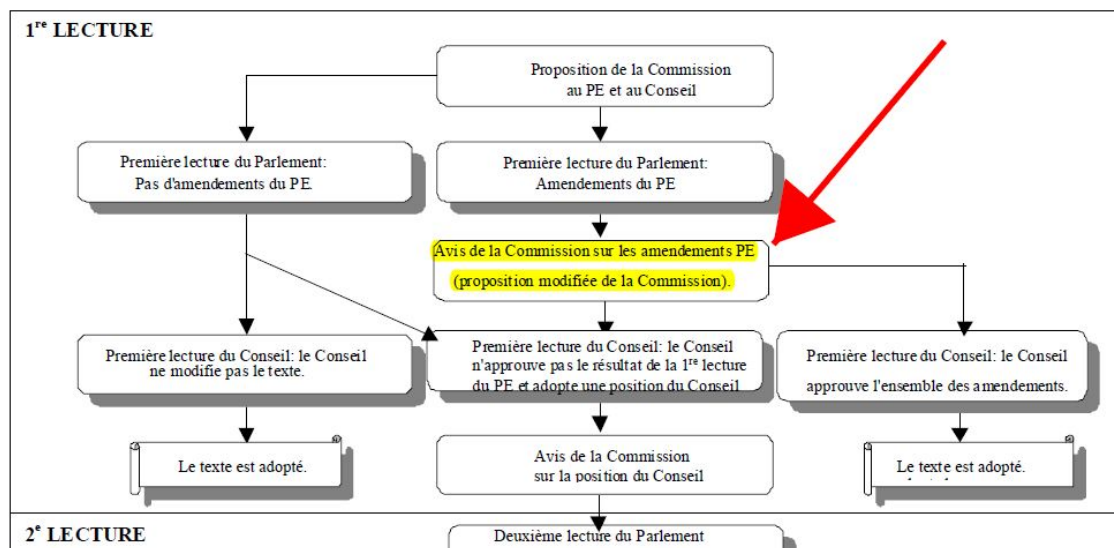 1re LECTURE
Proposition de la Commission
au PE et au Conseil
Première lecture du Parlement:
Pas d'amendements du PE.
Première lecture du Parlement:
Amendements du PE
Avis de la Commission sur les amendements PE
(proposition modifiée de la Commission).
Première lecture du Conseil: le Conseil
ne modifie pas le texte.
Première lecture du Conseil: le Conseil
n'approuve pas le résultat de la 1re lecture
du PE et adopte une position du Conseil
Première lecture du Conseil: le Conseil
approuve l'ensemble des amendements.
Le texte est adopté.
Avis de la Commission
sur la position du Conseil
Le texte est adopté.
2e LECTURE
Deuxième lecture du Parlement